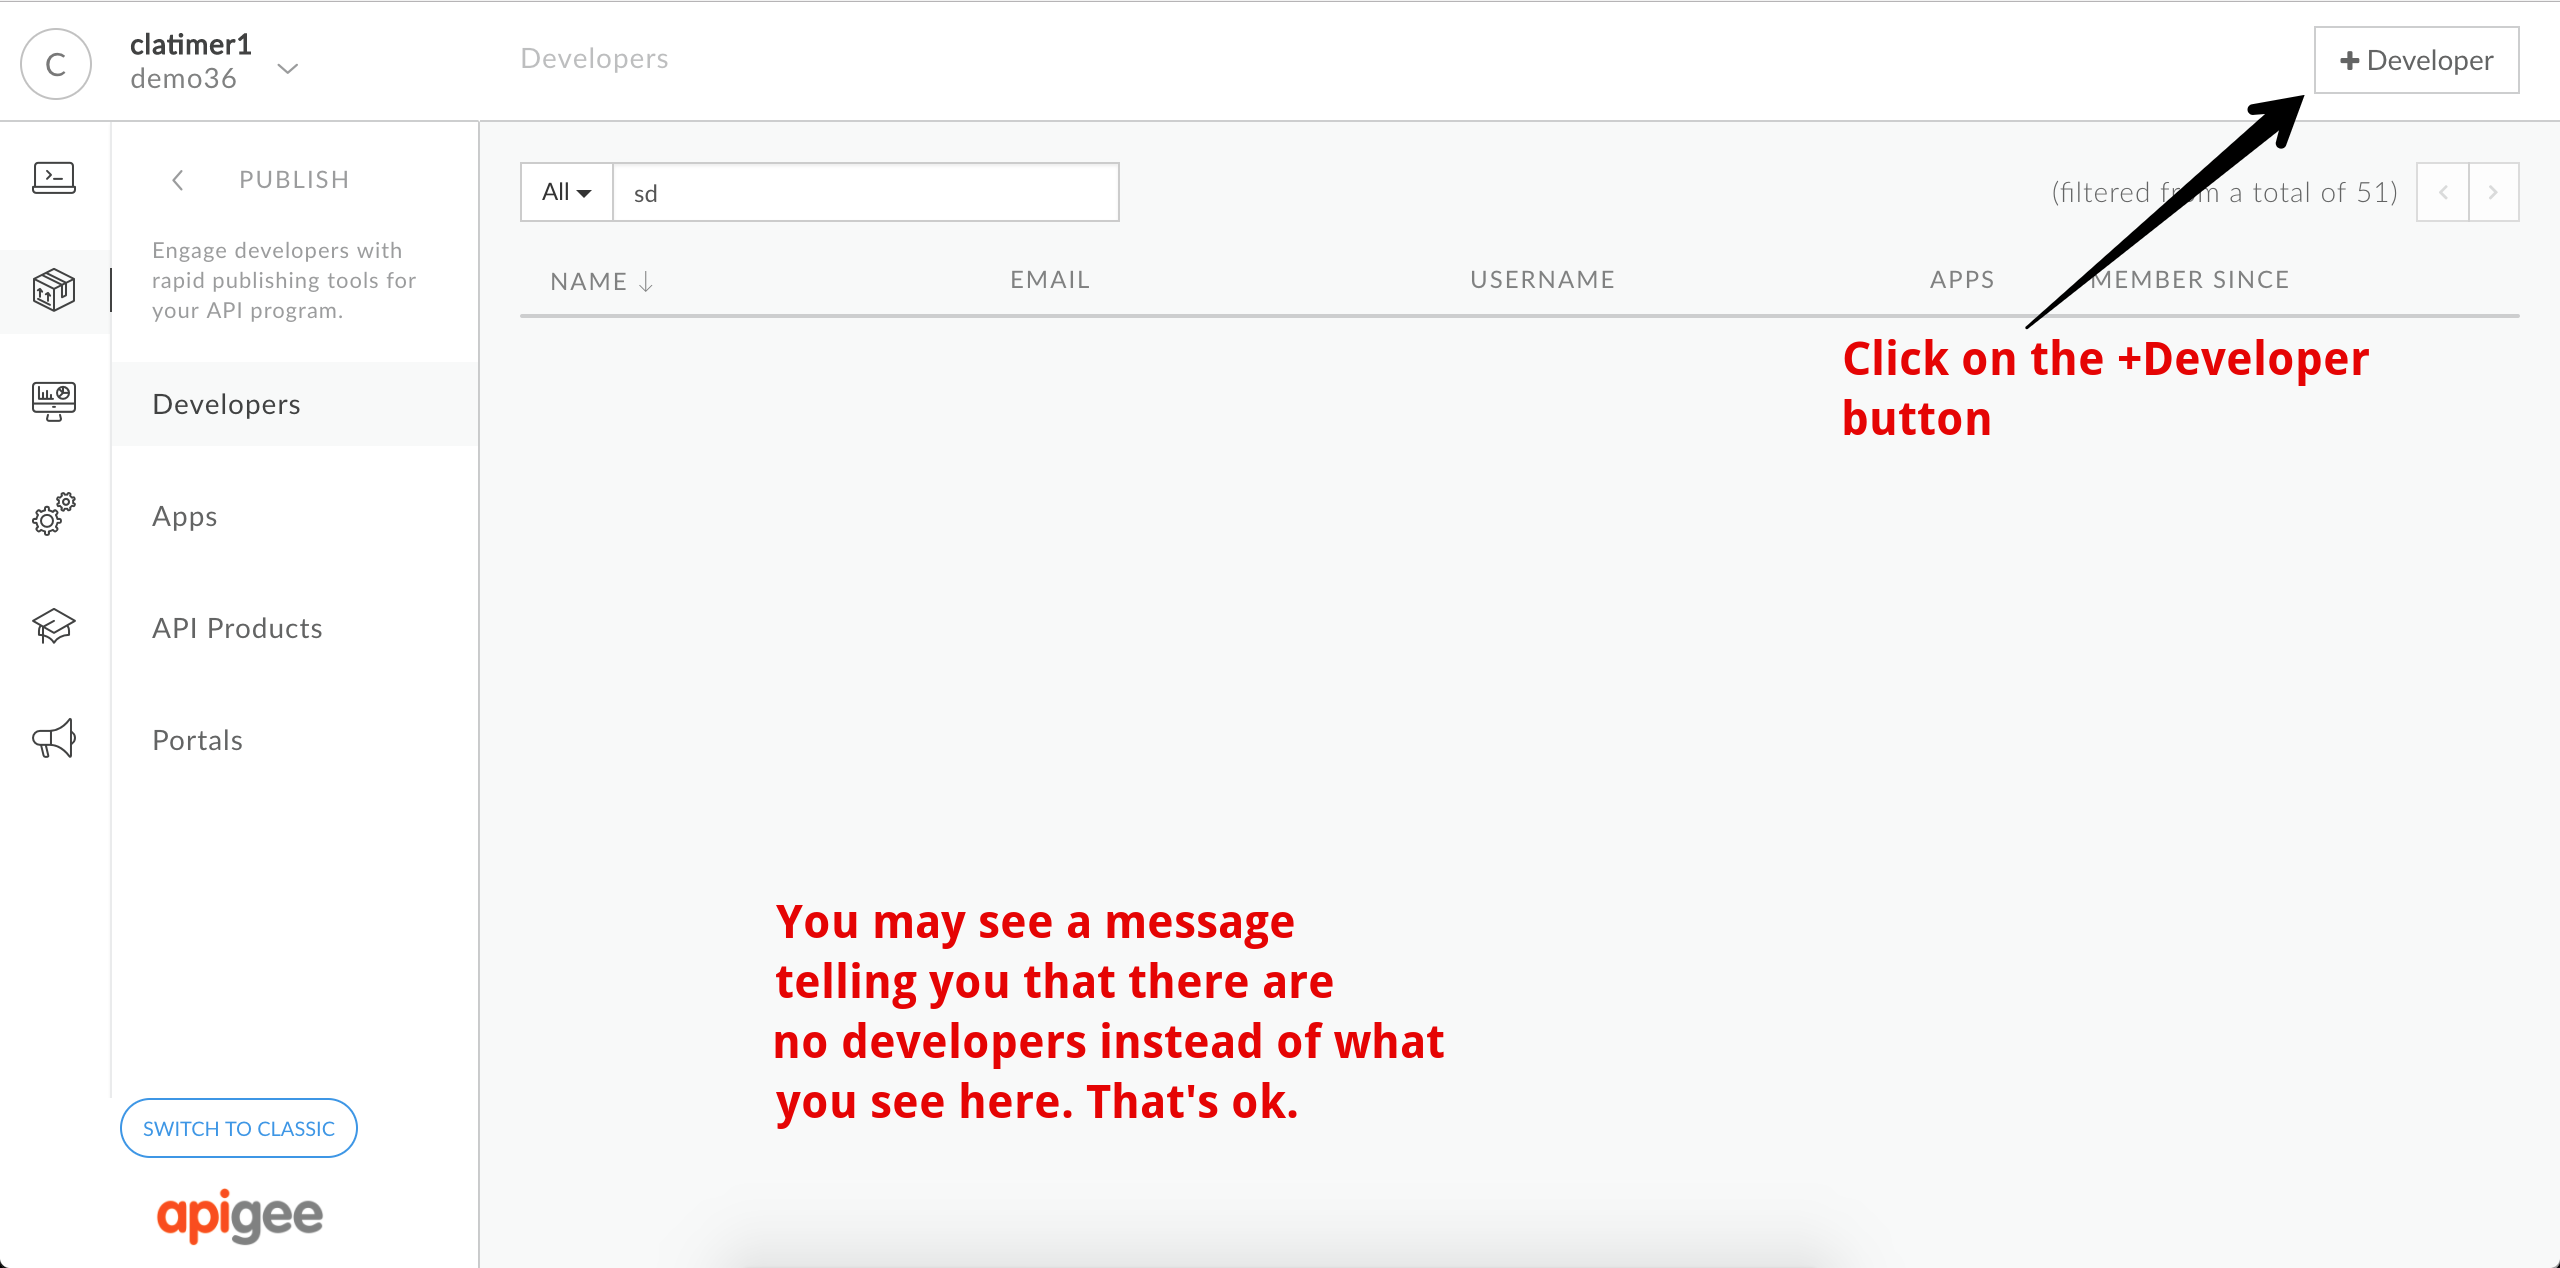 C
clatimer1
demo36
Developers
+ Developer
PUBLISH
Engage developers with
rapid publishing tools for
your API program.
Developers
Apps
API Products
Portals
SWITCH TO CLASSIC
apigee
All
sd
(filtered from a total of 51)
NAME ↓ EMAIL USERNAME APPS MEMBER SINCE
Click on the +Developer
button
You may see a message
telling you that there are
no developers instead of what
you see here. That's ok.